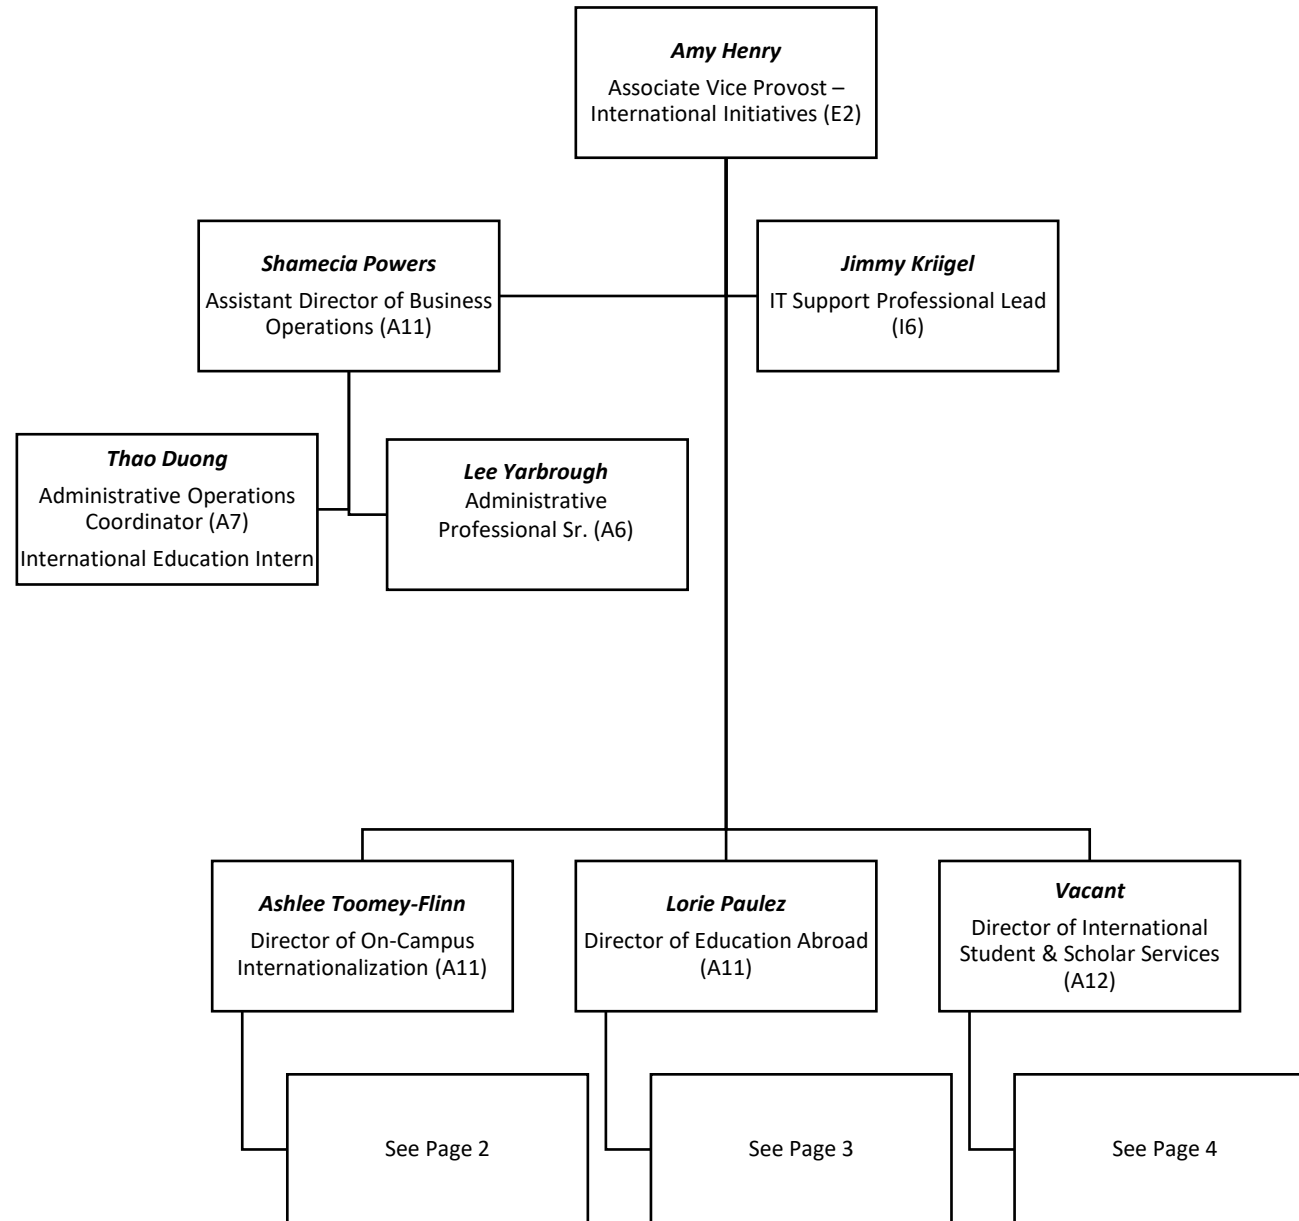 Amy Henry
Associate Vice Provost –
International Initiatives (E2)
Shamecia Powers
Assistant Director of Business
Operations (A11)
Jimmy Kriigel
IT Support Professional Lead
(I6)
Thao Duong
Administrative Operations
Coordinator (A7)
International Education Intern
Lee Yarbrough
Administrative
Professional Sr. (A6)
Ashlee Toomey-Flinn
Director of On-Campus
Internationalization (A11)
Lorie Paulez
Director of Education Abroad
(A11)
Vacant
Director of International
Student & Scholar Services
(A12)
See Page 2
See Page 3
See Page 4